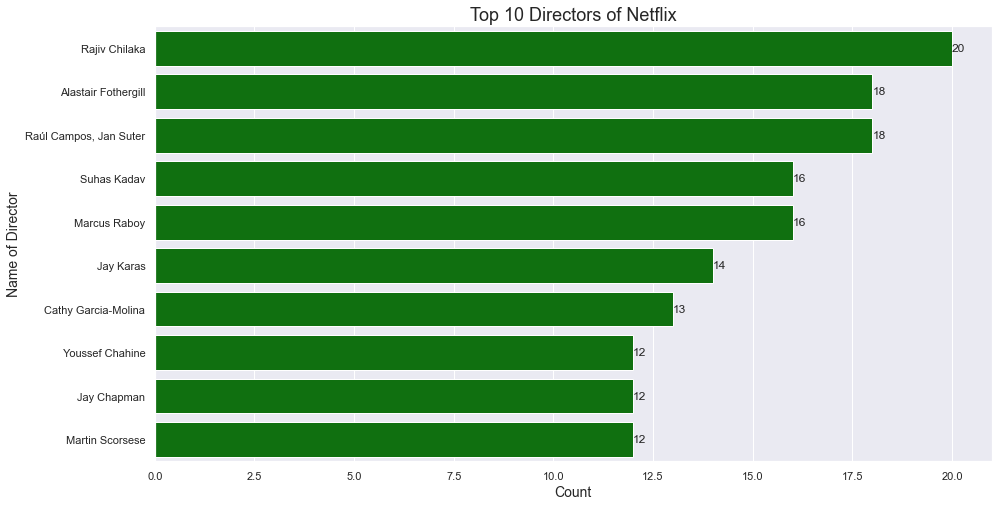 Top 10 Directors of Netflix
Name of Director
Rajiv Chilaka 20
Alastair Fothergill 18
Raúl Campos, Jan Suter 18
Suhas Kadav 16
Marcus Raboy 16
Jay Karas 14
Cathy Garcia-Molina 13
Youssef Chahine 12
Jay Chapman 12
Martin Scorsese 12
0.0 2.5 5.0 7.5 10.0 12.5 15.0 17.5 20.0
Count